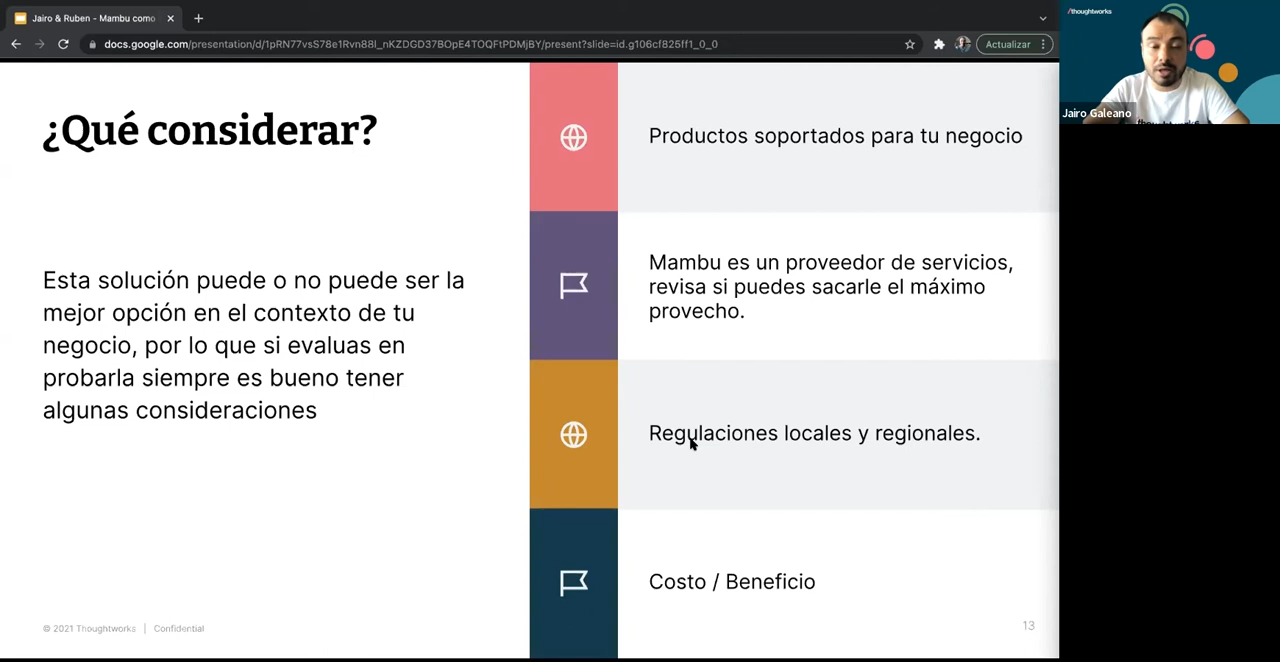 Jairo & Ruben - Mambu como
docs.google.com/presentation/d/1pRN77vsS78e1Rvn88l_nKZDGD37BOpE4TOQFtPDMjBY/present?slide=id.g106cf825ff1_0_0
Actualizar
/thoughtworks
Jairo Galeano
¿Qué considerar?
Esta solución puede o no puede ser la
mejor opción en el contexto de tu
negocio, por lo que si evaluas en
probarla siempre es bueno tener
algunas consideraciones
Productos soportados para tu negocio
Mambu es un proveedor de servicios,
revisa si puedes sacarle el máximo
provecho.
Regulaciones locales y regionales.
Costo / Beneficio
© 2021 Thoughtworks | Confidential
13